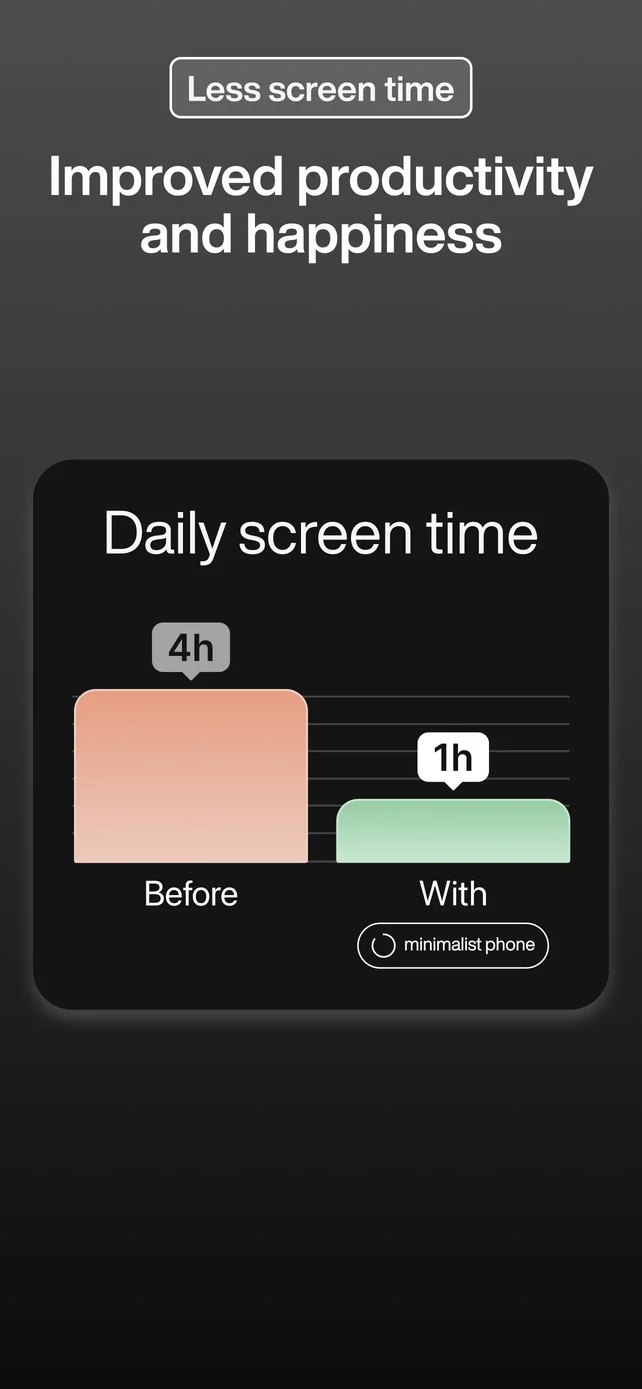 Less screen time
Improved productivity
and happiness
Daily screen time
4h
1h
Before
With
minimalist phone